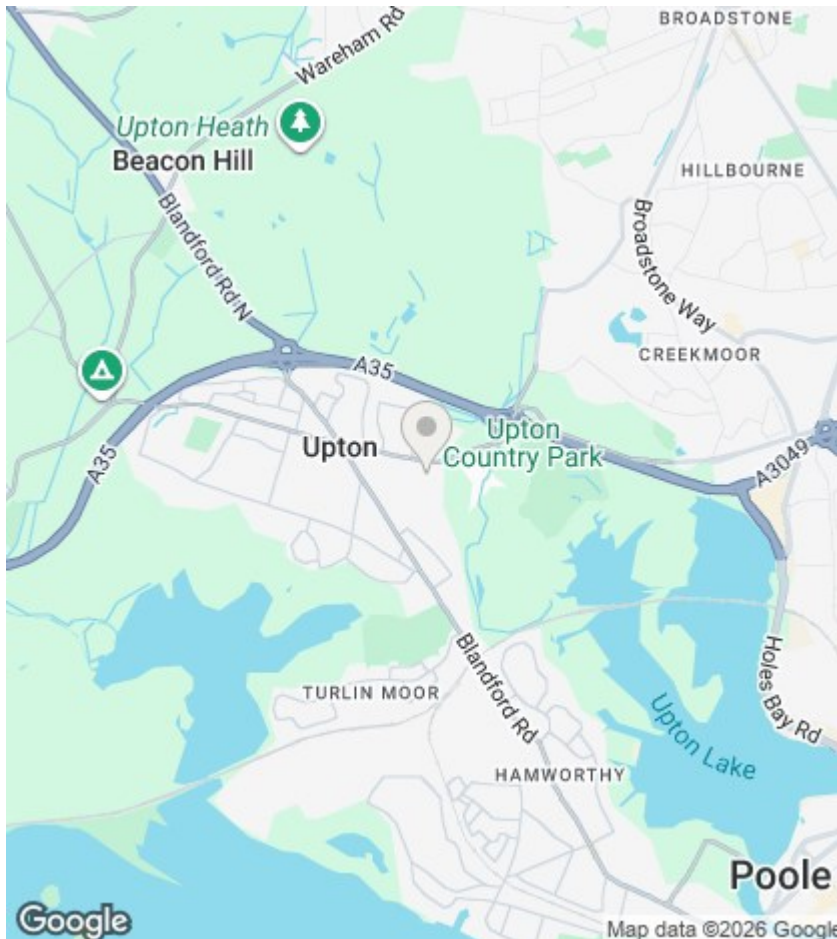 BROADSTONE
Wareham Rd
Upton Heath
Beacon Hill
HILLBOURNE
Blandford Rd N
Broadstone Way
CREEKMOOR
A35
Upton
Upton
Country Park
A35
A3049
Blandford Rd
TURLIN MOOR
Holes Bay Rd
Upton Lake
HAMWORTHY
Poole
Google
Map data ©2026 Google